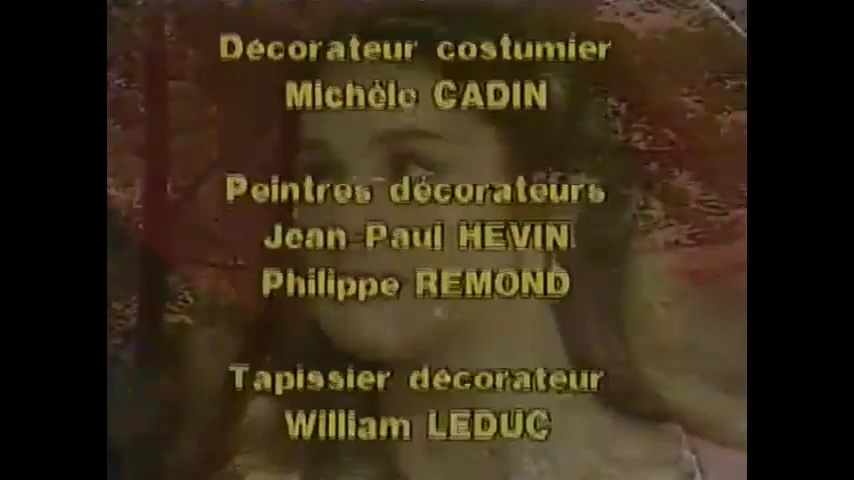 Décorateur costumier
Michèle CADIN
Peintres décorateurs
Jean-Paul HEVIN
Philippe REMOND
Tapissier décorateur
William LEDUC